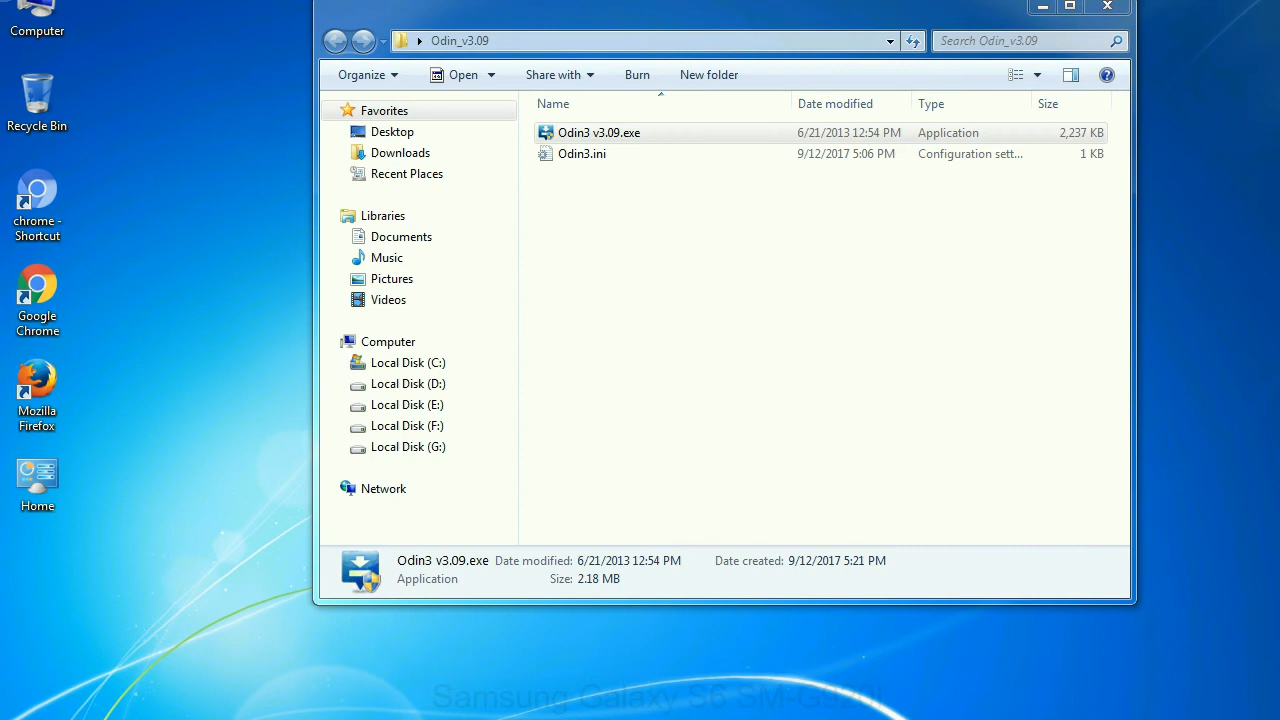 Computer
Recycle Bin
chrome -
Shortcut
Google
Chrome
Mozilla
Firefox
Home
Odin_v3.09
Search Odin_v3.09
Organize
Open
Share with
Burn
New folder
Favorites
Desktop
Downloads
Recent Places
Libraries
Documents
Music
Pictures
Videos
Computer
Local Disk (C:)
Local Disk (D:)
Local Disk (E:)
Local Disk (F:)
Local Disk (G:)
Network
Name Date modified Type Size
Odin3 v3.09.exe 6/21/2013 12:54 PM Application 2,237 KB
Odin3.ini 9/12/2017 5:06 PM Configuration sett... 1 KB
Odin3 v3.09.exe Date modified: 6/21/2013 12:54 PM Date created: 9/12/2017 5:21 PM
Application Size: 2.18 MB
Samsung Galaxy S6